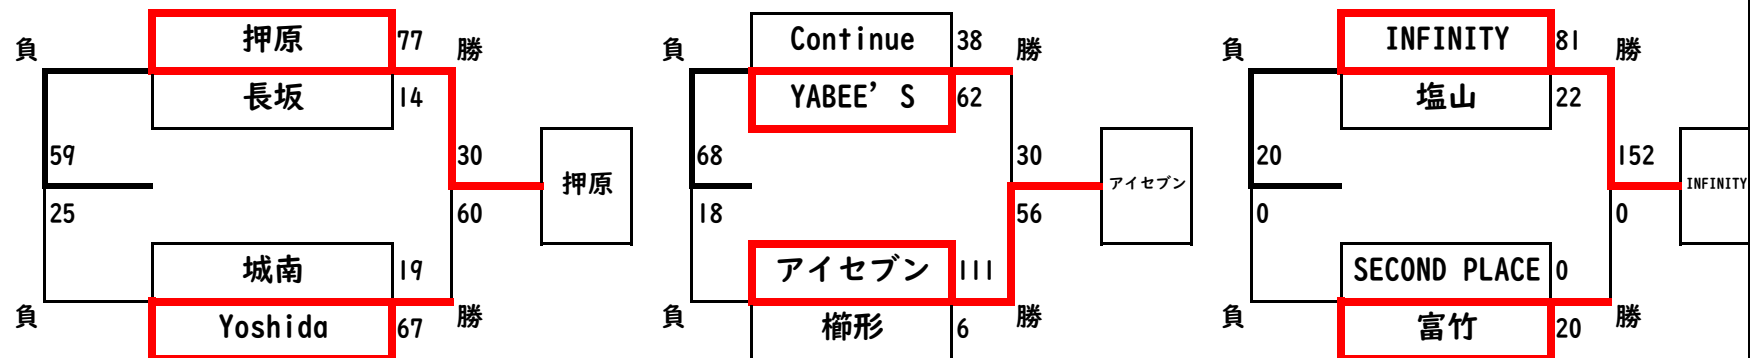 押原 77
負 勝
長坂 14
59 30
押原
25 60
城南 19
負 勝
Yoshida 67
Continue 38
負 勝
YABEE’S 62
68 30
アイセブン
18 56
アイセブン 111
負 勝
櫛形 6
INFINITY 81
負 勝
塩山 22
20 152
INFINITY
0 0
SECOND PLACE 0
負 勝
富竹 20